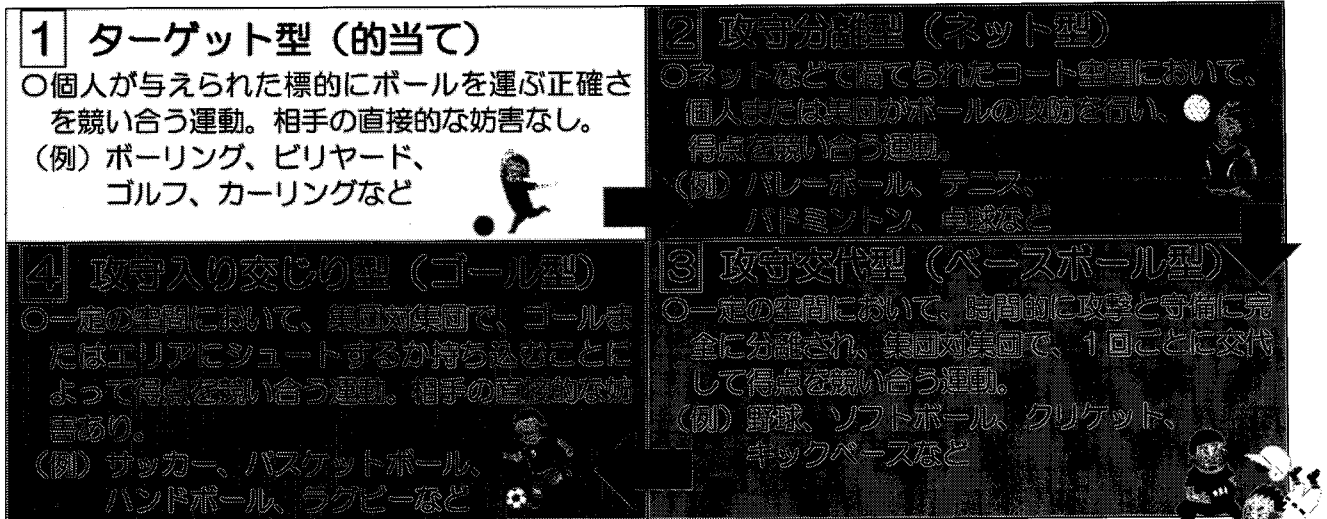 1 ターゲット型（的当て）
○個人が与えられた標的にボールを運ぶ正確さ
を競い合う運動。相手の直接的な妨害なし。
（例）ボーリング、ビリヤード、
ゴルフ、カーリングなど
2 攻守分離型（ネット型）
○ネットなどで隔てられたコート空間において、
個人または集団がボールの攻防を行い、
得点を競い合う運動。
（例）バレーボール、テニス、
バドミントン、卓球など
3 攻守交代型（ベースボール型）
○一定の空間において、時間的に攻撃と守備に完
全に分離され、集団対集団で、１回ごとに交代
して得点を競い合う運動。
（例）野球、ソフトボール、クリケット、
キックベースなど
4 攻守入り交じり型（ゴール型）
○一定の空間において、集団対集団で、ゴールま
たはエリアにシュートするか持ち込むことに
よって得点を競い合う運動。相手の直接的な妨
害あり。
（例）サッカー、バスケットボール、
ハンドボール、ラグビーなど